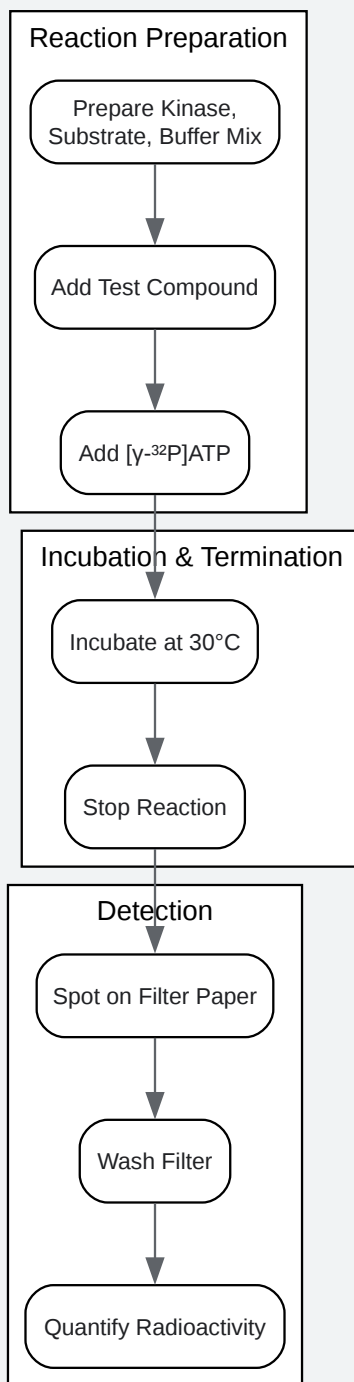 Reaction Preparation
Prepare Kinase,
Substrate, Buffer Mix
Add Test Compound
Add [γ-³²P]ATP
Incubation & Termination
Incubate at 30°C
Stop Reaction
Detection
Spot on Filter Paper
Wash Filter
Quantify Radioactivity